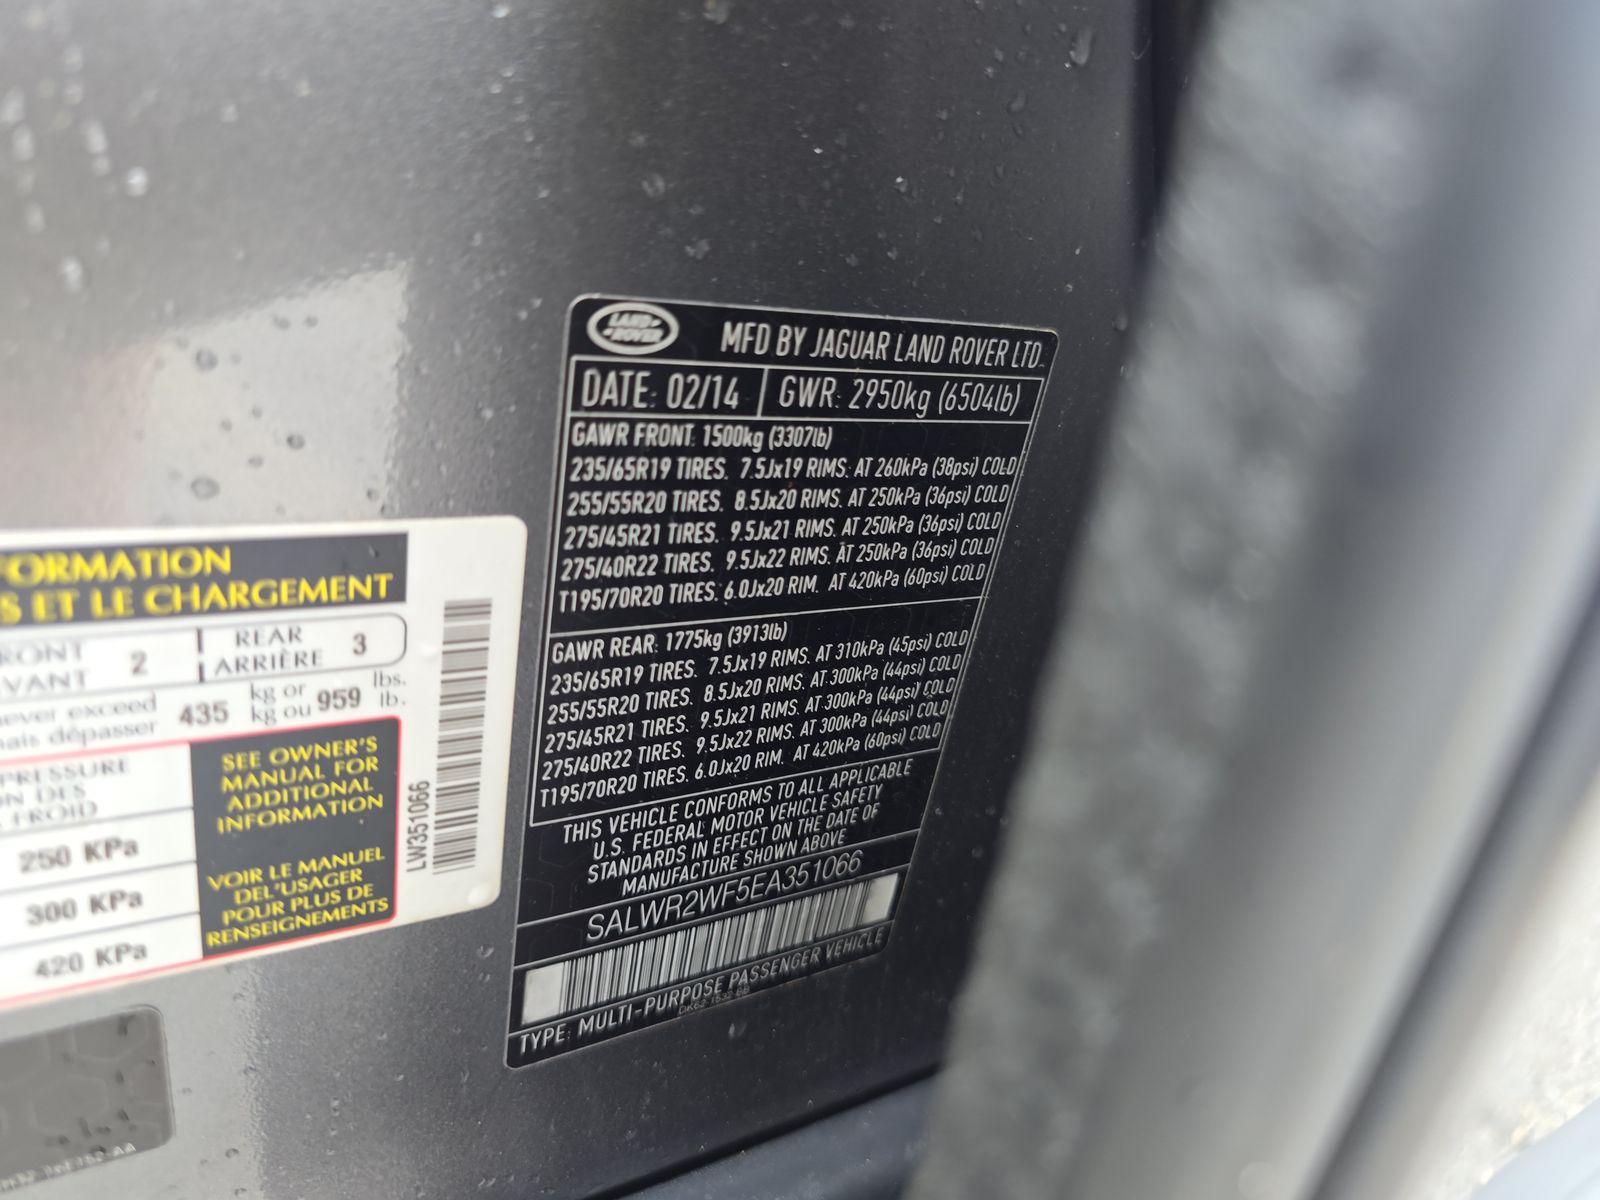 LAND ROVER
MFD BY JAGUAR LAND ROVER LTD.
DATE: 02/14 GWR: 2950kg (6504lb)
GAWR FRONT: 1500kg (3307lb)
235/65R19 TIRES. 7.5Jx19 RIMS. AT 260kPa (38psi) COLD
255/55R20 TIRES. 8.5Jx20 RIMS. AT 250kPa (36psi) COLD
275/45R21 TIRES. 9.5Jx21 RIMS. AT 250kPa (36psi) COLD
275/40R22 TIRES. 9.5Jx22 RIMS. AT 250kPa (36psi) COLD
T195/70R20 TIRES. 6.0Jx20 RIM. AT 420kPa (60psi) COLD
GAWR REAR: 1775kg (3913lb)
235/65R19 TIRES. 7.5Jx19 RIMS. AT 310kPa (45psi) COLD
255/55R20 TIRES. 8.5Jx20 RIMS. AT 300kPa (44psi) COLD
275/45R21 TIRES. 9.5Jx21 RIMS. AT 300kPa (44psi) COLD
275/40R22 TIRES. 9.5Jx22 RIMS. AT 300kPa (44psi) COLD
T195/70R20 TIRES. 6.0Jx20 RIM. AT 420kPa (60psi) COLD
THIS VEHICLE CONFORMS TO ALL APPLICABLE
U.S. FEDERAL MOTOR VEHICLE SAFETY
STANDARDS IN EFFECT ON THE DATE OF
MANUFACTURE SHOWN ABOVE
SALWR2WF5EA351066
TYPE: MULTI-PURPOSE PASSENGER VEHICLE
FORMATION
S ET LE CHARGEMENT
RONT 2 REAR 3
VANT ARRIÈRE
never exceed 435 kg or 959 lbs.
mais dépasser kg ou lb.
PRESSURE
ON DES
FROID
250 KPa
300 KPa
420 KPa
SEE OWNER'S
MANUAL FOR
ADDITIONAL
INFORMATION
VOIR LE MANUEL
DEL'USAGER
POUR PLUS DE
RENSEIGNEMENTS
LW351066